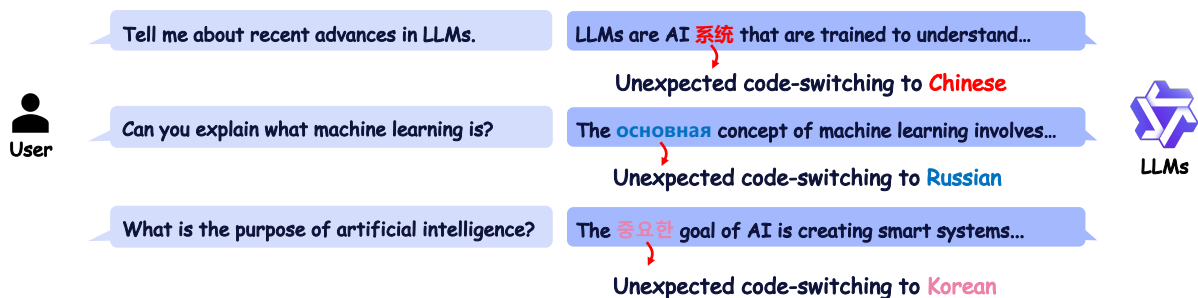 Tell me about recent advances in LLMs.
LLMs are AI 系统 that are trained to understand...
Unexpected code-switching to Chinese
Can you explain what machine learning is?
The основная concept of machine learning involves...
User
LLMs
Unexpected code-switching to Russian
What is the purpose of artificial intelligence?
The 중요한 goal of AI is creating smart systems...
Unexpected code-switching to Korean